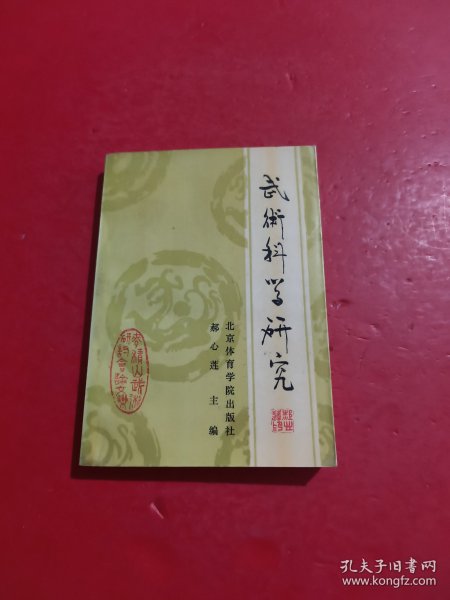 武術科学研究
北京体育学院出版社
郝心莲 主编
孔夫子旧书网
www.kongfz.com